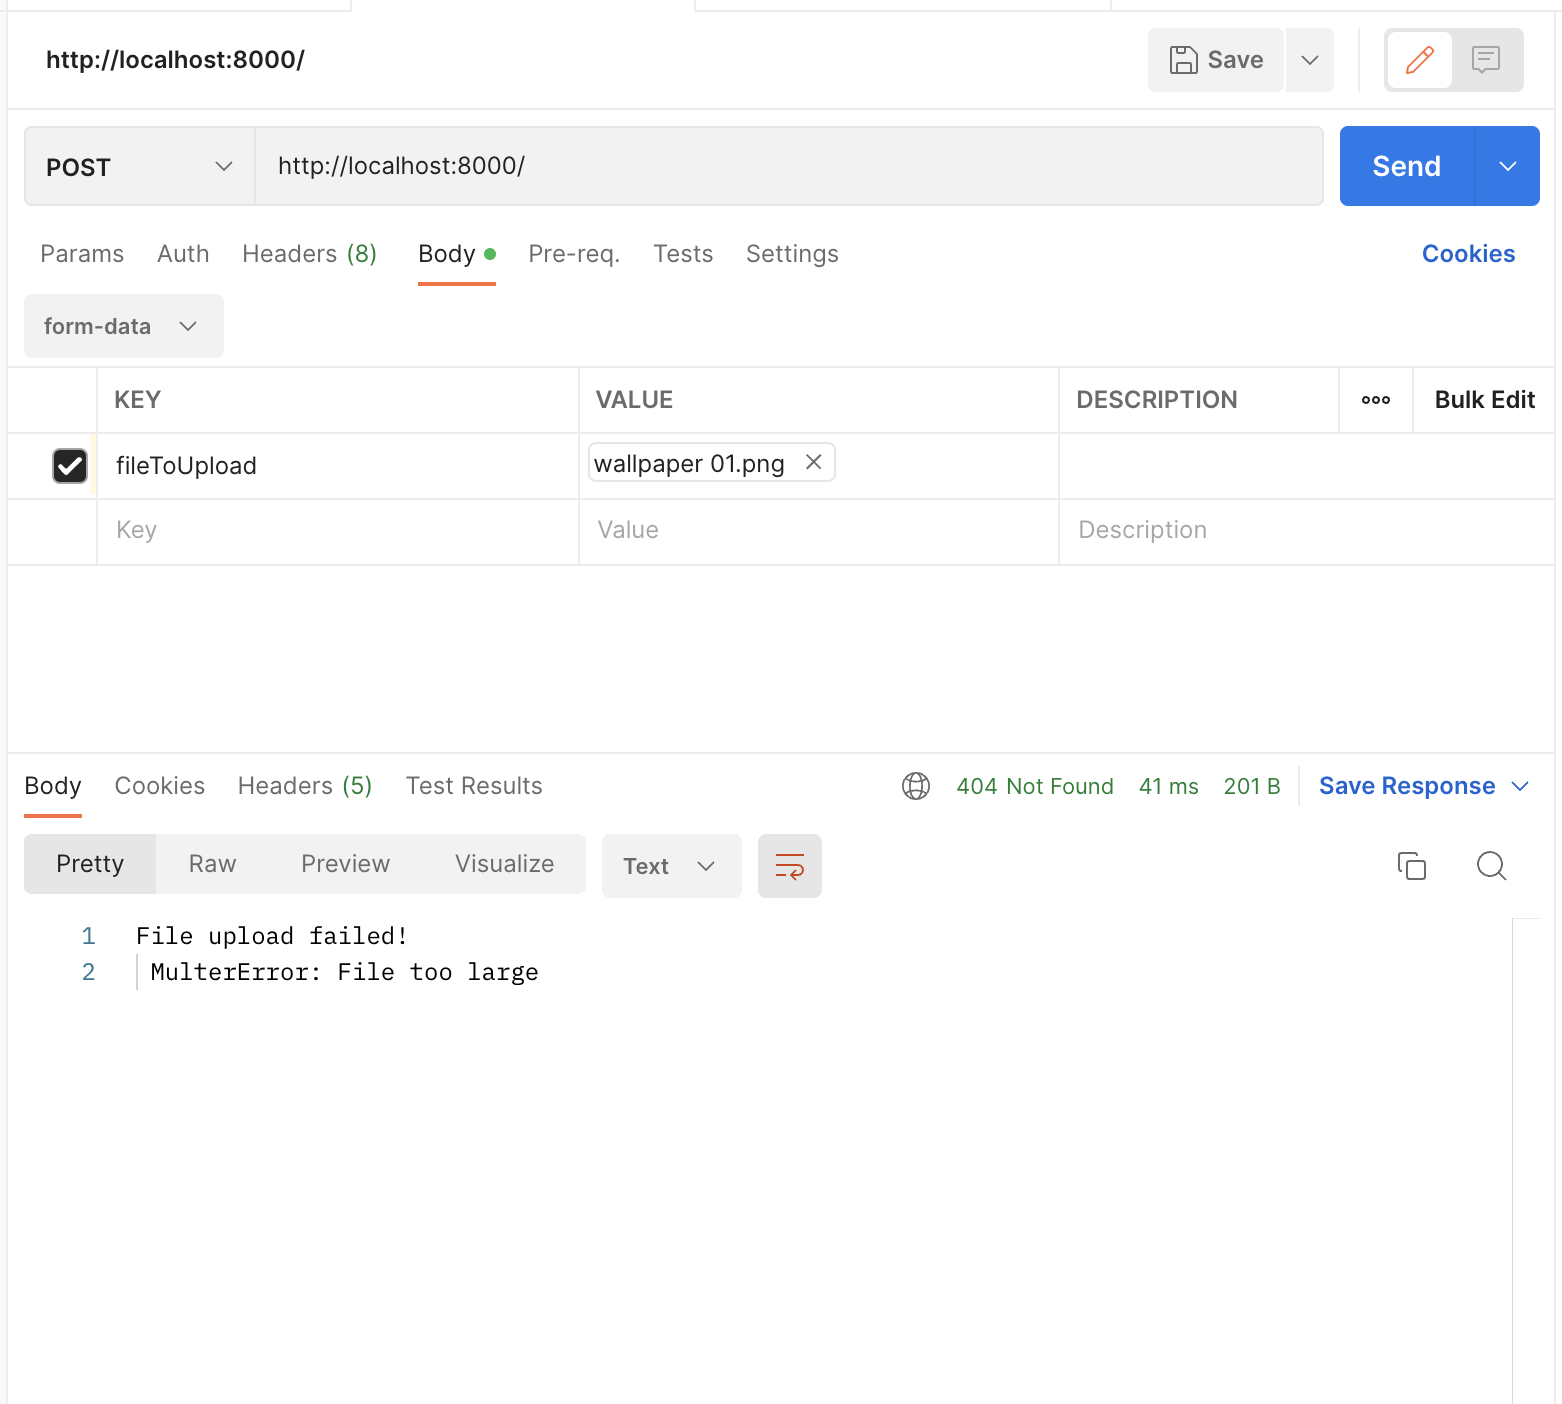 http://localhost:8000/
Save
POST
http://localhost:8000/
Send
Params Auth Headers (8) Body Pre-req. Tests Settings Cookies
form-data
KEY VALUE DESCRIPTION Bulk Edit
fileToUpload wallpaper 01.png
Key Value Description
Body Cookies Headers (5) Test Results 404 Not Found 41 ms 201 B Save Response
Pretty Raw Preview Visualize Text
1 File upload failed!
2 MulterError: File too large